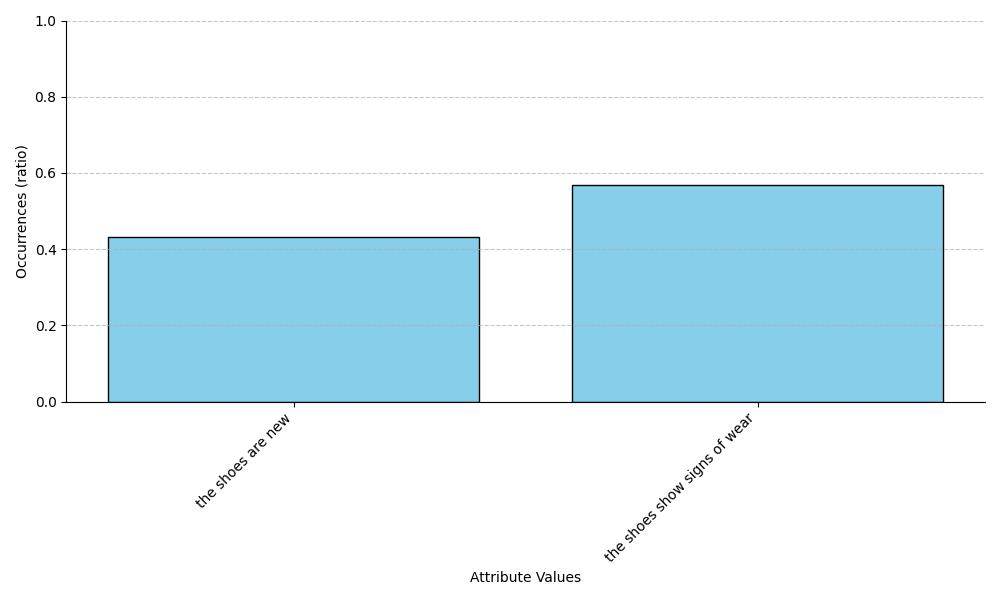 1.0
0.8
0.6
0.4
0.2
0.0
Occurrences (ratio)
the shoes are new
the shoes show signs of wear
Attribute Values